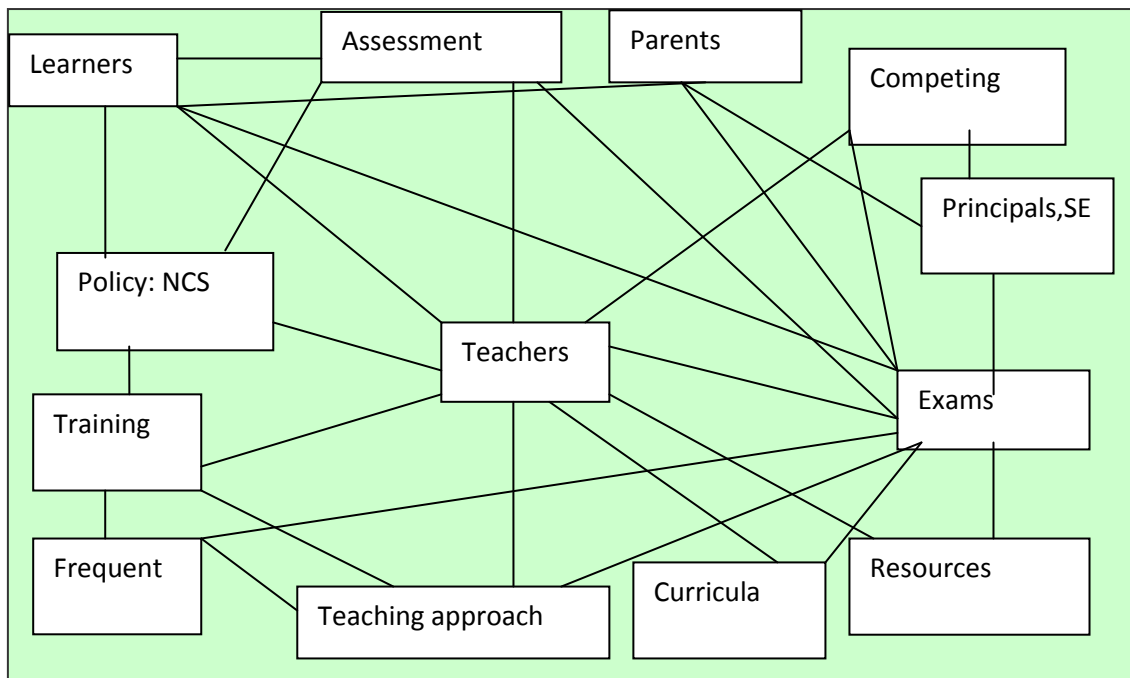 Learners
Assessment
Parents
Competing
Principals,SE
Policy: NCS
Teachers
Exams
Training
Frequent
Teaching approach
Curricula
Resources